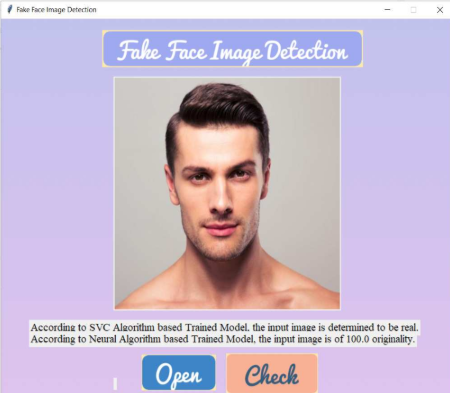 Fake Face Image Detection
Fake Face Image Detection
According to SVC Algorithm based Trained Model, the input image is determined to be real.
According to Neural Algorithm based Trained Model, the input image is of 100.0 originality.
Open
Check